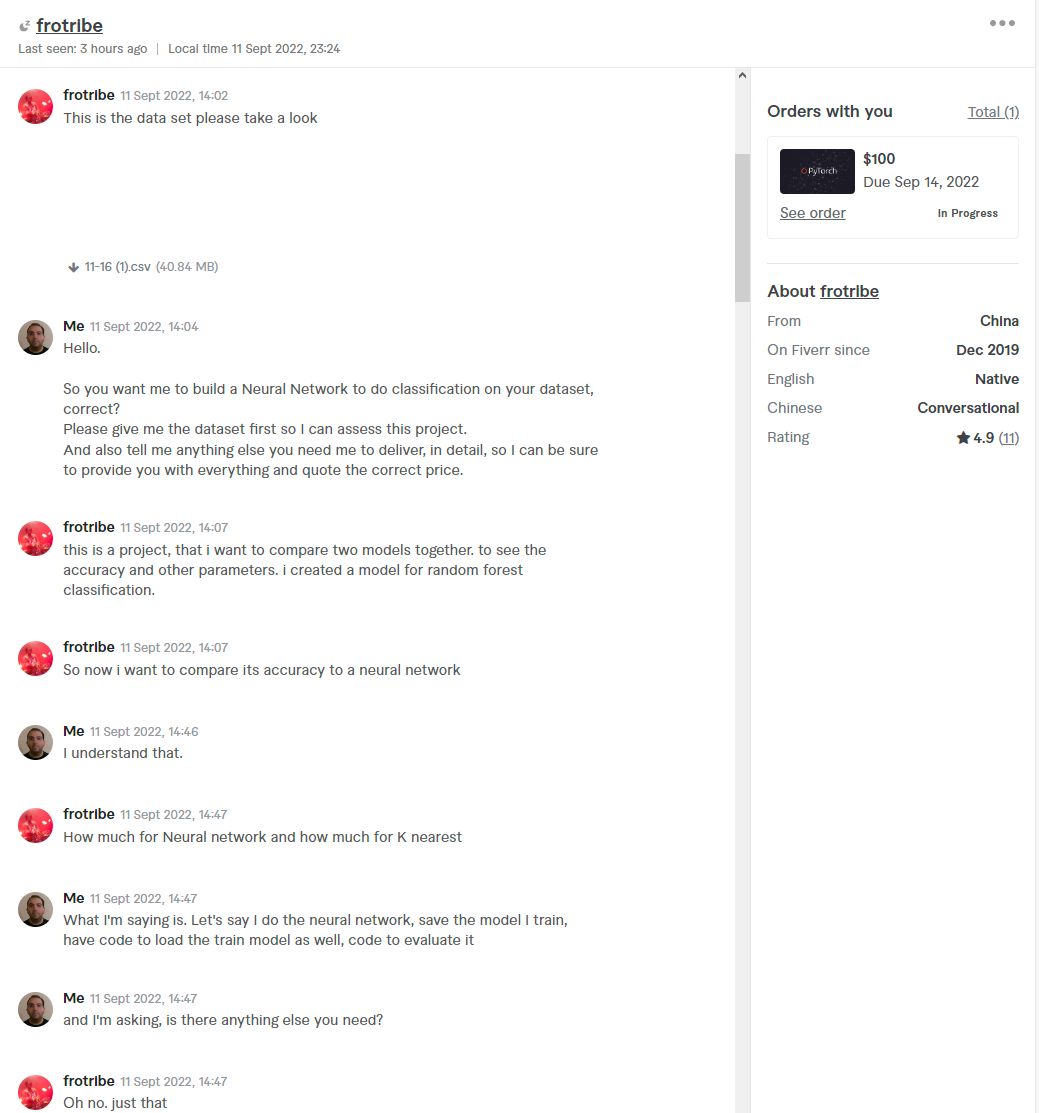 frotribe
Last seen: 3 hours ago | Local time 11 Sept 2022, 23:24
frotribe 11 Sept 2022, 14:02
This is the data set please take a look
11-16 (1).csv (40.84 MB)
Me 11 Sept 2022, 14:04
Hello.
So you want me to build a Neural Network to do classification on your dataset,
correct?
Please give me the dataset first so I can assess this project.
And also tell me anything else you need me to deliver, in detail, so I can be sure
to provide you with everything and quote the correct price.
frotribe 11 Sept 2022, 14:07
this is a project, that i want to compare two models together. to see the
accuracy and other parameters. i created a model for random forest
classification.
frotribe 11 Sept 2022, 14:07
So now i want to compare its accuracy to a neural network
Me 11 Sept 2022, 14:46
I understand that.
frotribe 11 Sept 2022, 14:47
How much for Neural network and how much for K nearest
Me 11 Sept 2022, 14:47
What I'm saying is. Let's say I do the neural network, save the model I train,
have code to load the train model as well, code to evaluate it
Me 11 Sept 2022, 14:47
and I'm asking, is there anything else you need?
frotribe 11 Sept 2022, 14:47
Oh no. just that
Orders with you Total (1)
PyTorch
$100
Due Sep 14, 2022
See order In Progress
About frotribe
From China
On Fiverr since Dec 2019
English Native
Chinese Conversational
Rating 4.9 (11)